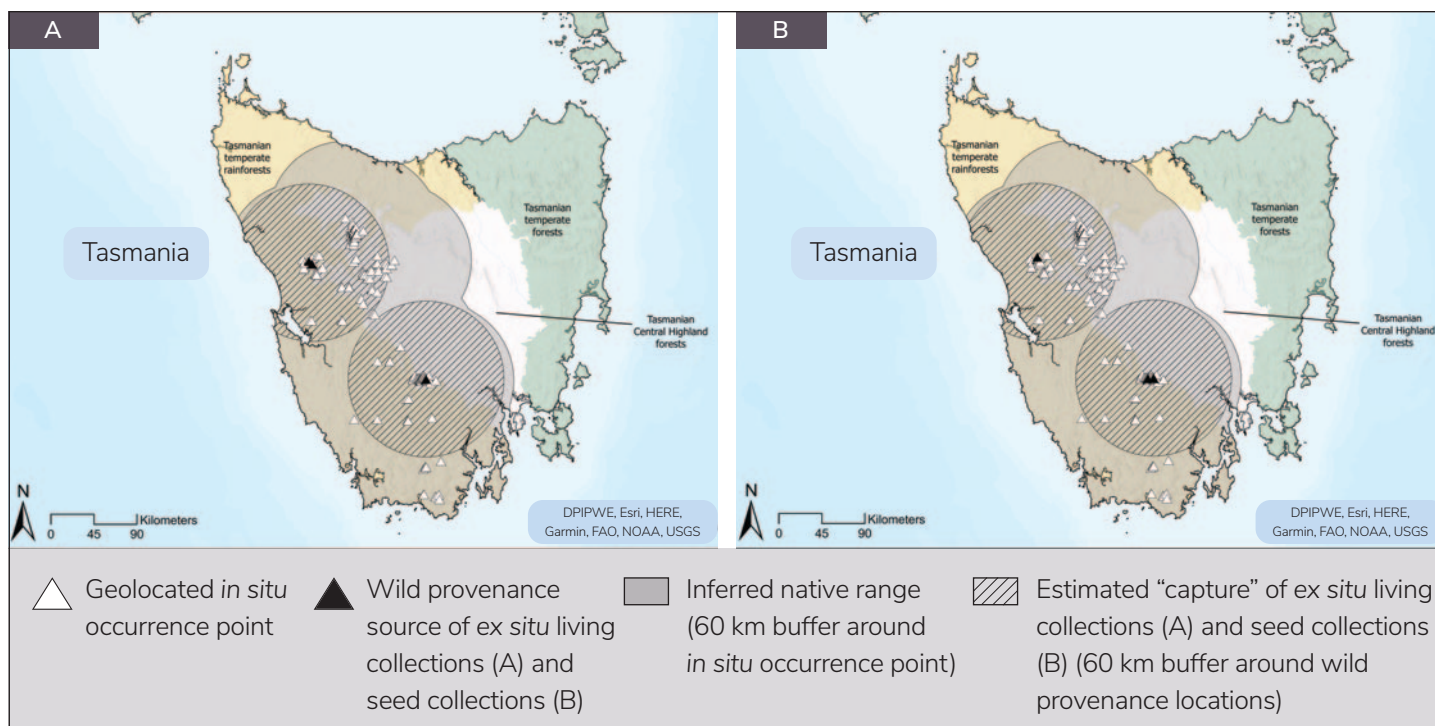 A
Tasmanian
temperate
rainforests
Tasmanian
temperate
forests
Tasmania
Tasmanian
Central Highland
forests
N
Kilometers
0 45 90
DPIPWE, Esri, HERE,
Garmin, FAO, NOAA, USGS
B
Tasmanian
temperate
rainforests
Tasmanian
temperate
forests
Tasmania
Tasmanian
Central Highland
forests
N
Kilometers
0 45 90
DPIPWE, Esri, HERE,
Garmin, FAO, NOAA, USGS
Geolocated in situ
occurrence point
Wild provenance
source of ex situ living
collections (A) and
seed collections (B)
Inferred native range
(60 km buffer around
in situ occurrence point)
Estimated “capture” of ex situ living
collections (A) and seed collections
(B) (60 km buffer around wild
provenance locations)